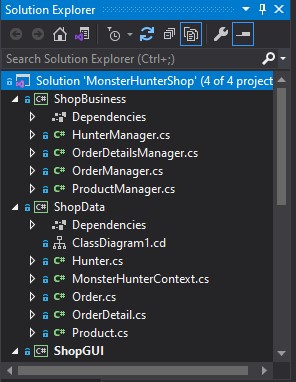 Solution Explorer
Search Solution Explorer (Ctrl+;)
Solution 'MonsterHunterShop' (4 of 4 project
C# ShopBusiness
Dependencies
C# HunterManager.cs
C# OrderDetailsManager.cs
C# OrderManager.cs
C# ProductManager.cs
C# ShopData
Dependencies
ClassDiagram1.cd
C# Hunter.cs
C# MonsterHunterContext.cs
C# Order.cs
C# OrderDetail.cs
C# Product.cs
C# ShopGUI